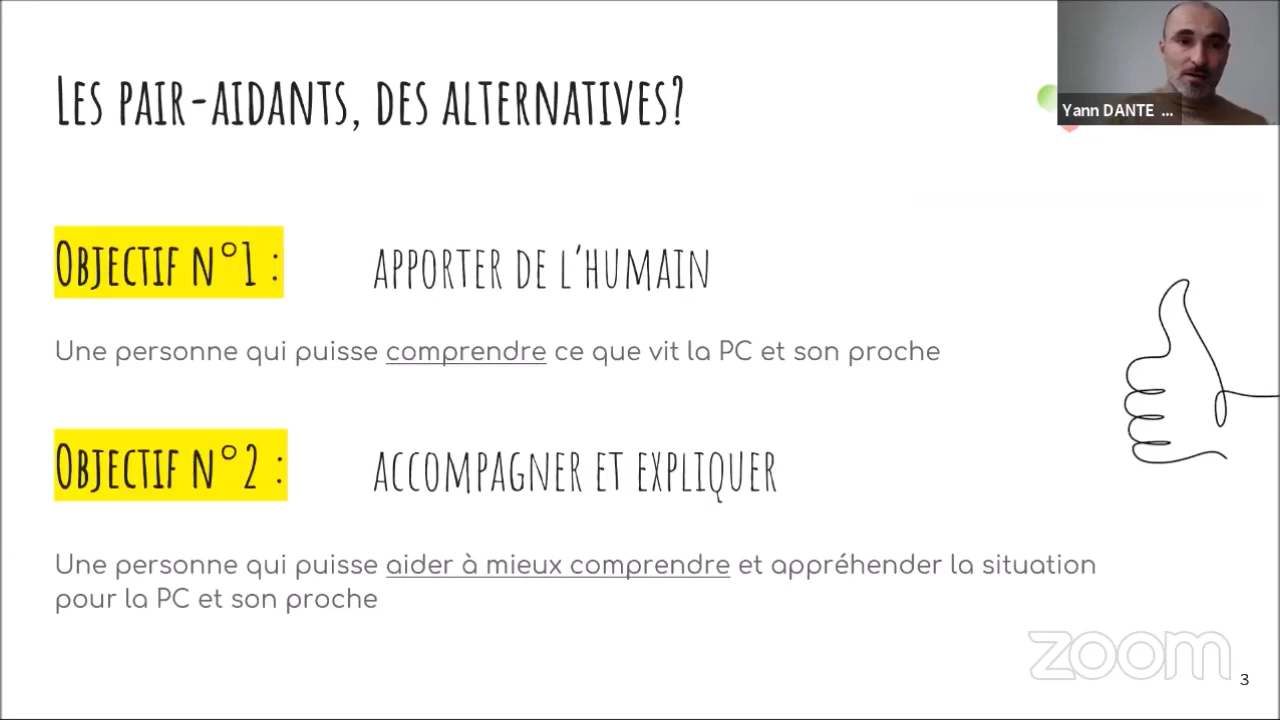 Les pair-aidants, des alternatives?
Yann DANTE ...
Objectif n°1 :
apporter de l'humain
Une personne qui puisse comprendre ce que vit la PC et son proche
Objectif n°2 :
accompagner et expliquer
Une personne qui puisse aider à mieux comprendre et appréhender la situation
pour la PC et son proche
zoom
3